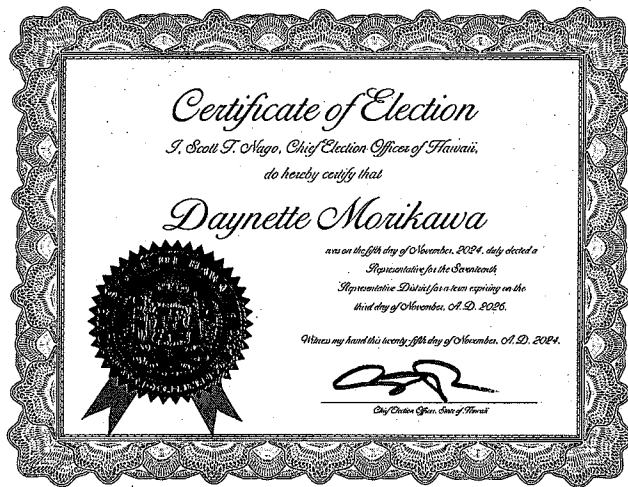 Certificate of Election
I, Scott T. Nago, Chief Election Officer of Hawaii,
do hereby certify that
Daynette Morikawa
was on the fifth day of November, 2024, duly elected a
Representative for the Seventeenth
Representative District for a term expiring on the
third day of November, A.D. 2026.
Witness my hand this twenty-fifth day of November, A.D. 2024.
Chief Election Officer, State of Hawaii